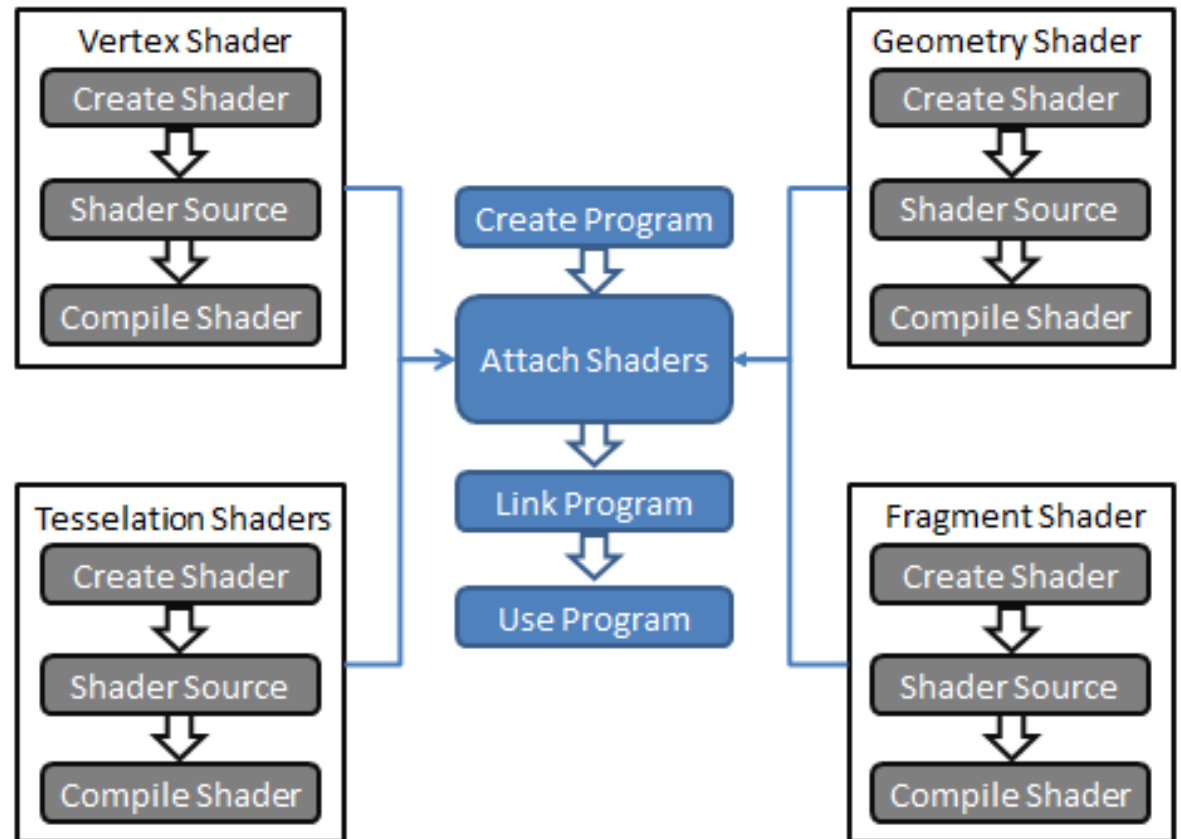 Vertex Shader
Create Shader
Shader Source
Compile Shader
Geometry Shader
Create Shader
Shader Source
Compile Shader
Create Program
Attach Shaders
Link Program
Use Program
Tesselation Shaders
Create Shader
Shader Source
Compile Shader
Fragment Shader
Create Shader
Shader Source
Compile Shader